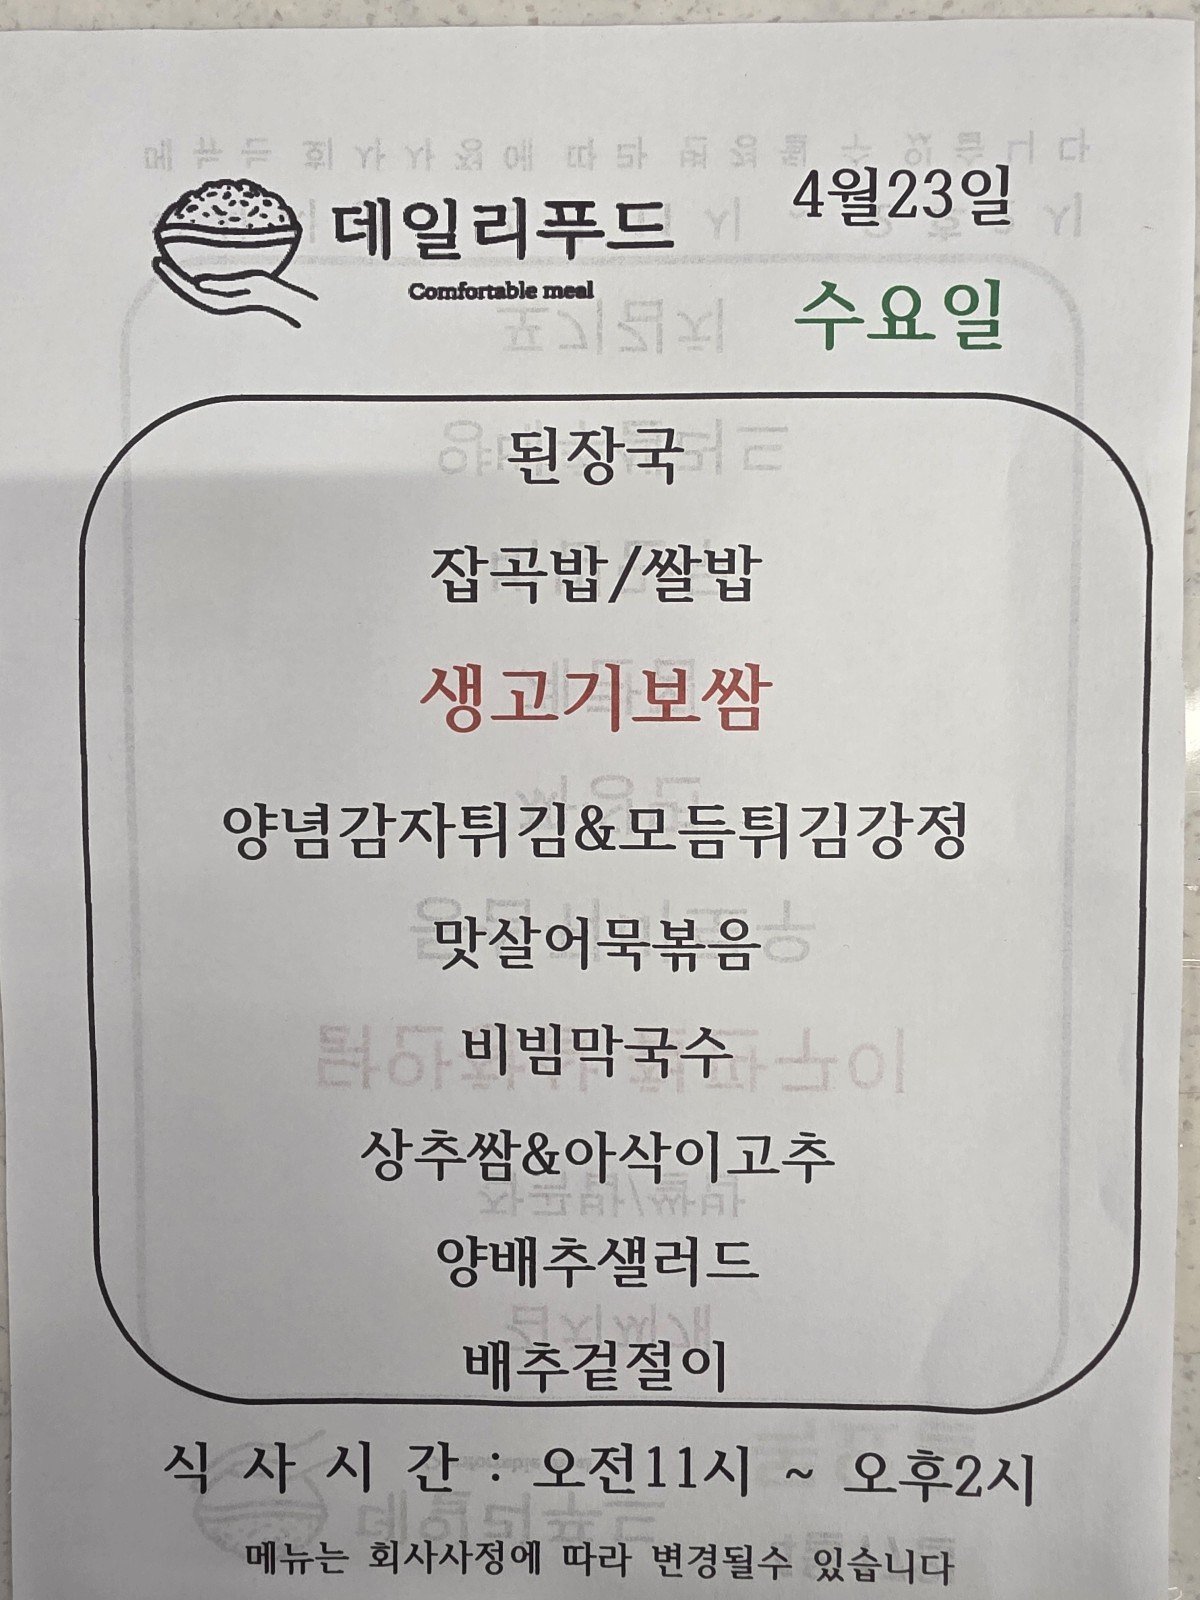 데일리푸드
Comfortable meal
4월23일
수요일
된장국
잡곡밥/쌀밥
생고기보쌈
양념감자튀김&모듬튀김강정
맛살어묵볶음
비빔막국수
상추쌈&아삭이고추
양배추샐러드
배추겉절이
식 사 시 간 : 오전11시 ~ 오후2시
메뉴는 회사사정에 따라 변경될수 있습니다